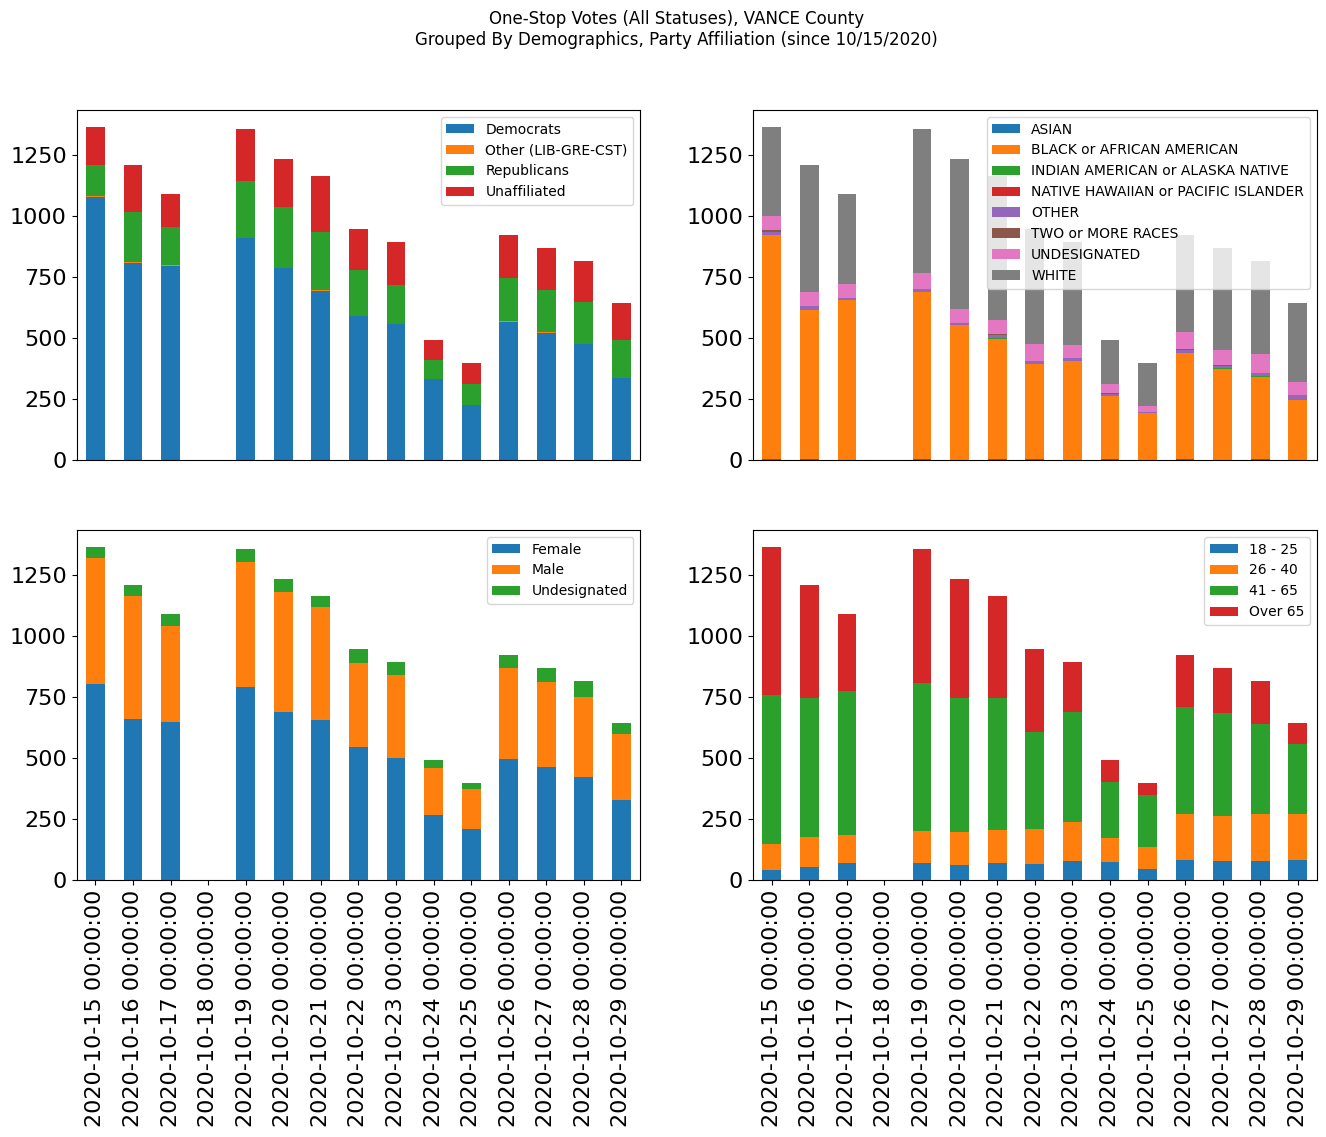 One-Stop Votes (All Statuses), VANCE County
Grouped By Demographics, Party Affiliation (since 10/15/2020)
1250
1000
750
500
250
0
Democrats
Other (LIB-GRE-CST)
Republicans
Unaffiliated
1250
1000
750
500
250
0
ASIAN
BLACK or AFRICAN AMERICAN
INDIAN AMERICAN or ALASKA NATIVE
NATIVE HAWAIIAN or PACIFIC ISLANDER
OTHER
TWO or MORE RACES
UNDESIGNATED
WHITE
1250
1000
750
500
250
0
Female
Male
Undesignated
2020-10-15 00:00:00
2020-10-16 00:00:00
2020-10-17 00:00:00
2020-10-18 00:00:00
2020-10-19 00:00:00
2020-10-20 00:00:00
2020-10-21 00:00:00
2020-10-22 00:00:00
2020-10-23 00:00:00
2020-10-24 00:00:00
2020-10-25 00:00:00
2020-10-26 00:00:00
2020-10-27 00:00:00
2020-10-28 00:00:00
2020-10-29 00:00:00
1250
1000
750
500
250
0
18 - 25
26 - 40
41 - 65
Over 65
2020-10-15 00:00:00
2020-10-16 00:00:00
2020-10-17 00:00:00
2020-10-18 00:00:00
2020-10-19 00:00:00
2020-10-20 00:00:00
2020-10-21 00:00:00
2020-10-22 00:00:00
2020-10-23 00:00:00
2020-10-24 00:00:00
2020-10-25 00:00:00
2020-10-26 00:00:00
2020-10-27 00:00:00
2020-10-28 00:00:00
2020-10-29 00:00:00